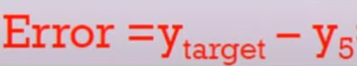 Error =y_target – y_5